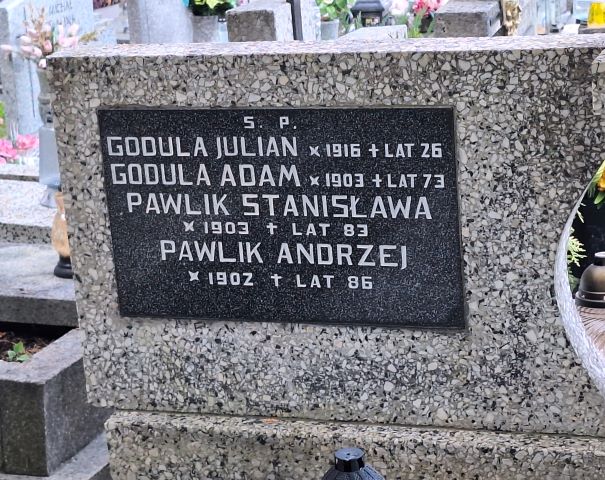 S. P.
GODULA JULIAN * 1916 ✝ LAT 26
GODULA ADAM * 1903 ✝ LAT 73
PAWLIK STANISŁAWA
* 1903 ✝ LAT 83
PAWLIK ANDRZEJ
* 1902 ✝ LAT 86